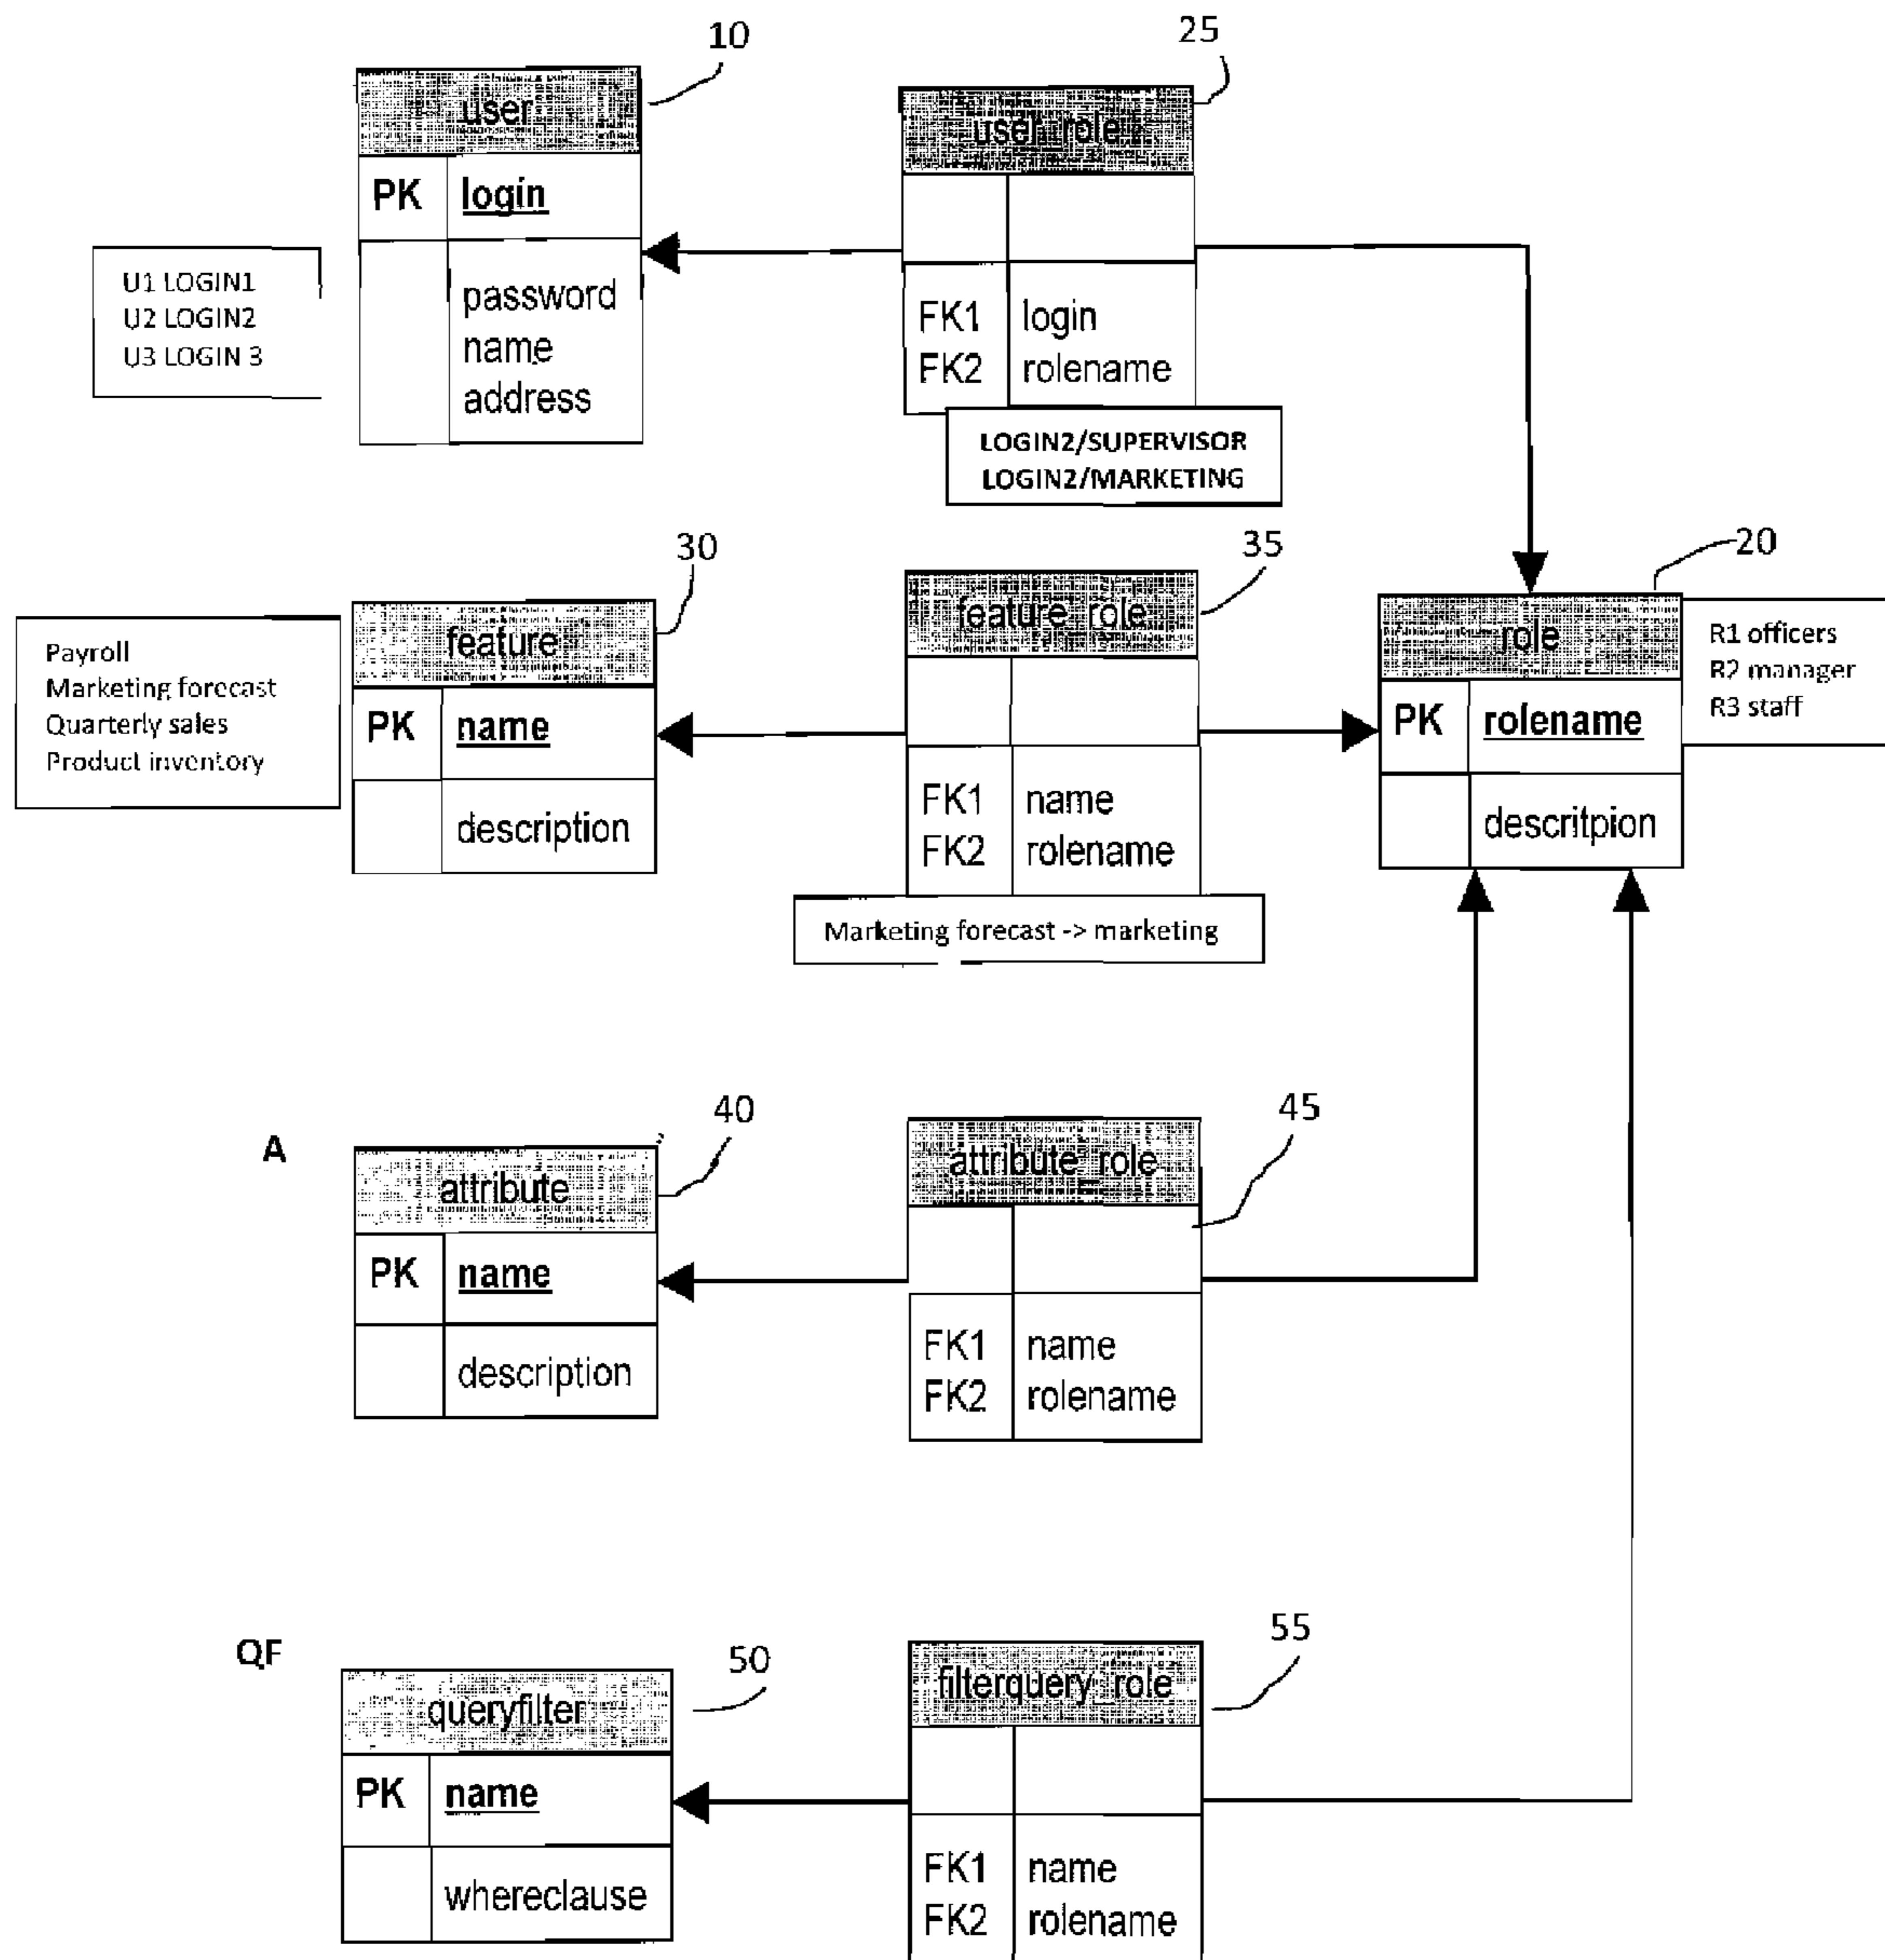 10
25
user
user_role
PK login
U1 LOGIN1
U2 LOGIN2
U3 LOGIN 3
password
name
address
FK1 login
FK2 rolename
LOGIN2/SUPERVISOR
LOGIN2/MARKETING
30
35
20
feature
feature_role
role
Payroll
Marketing forecast
Quarterly sales
Product inventory
PK name
description
FK1 name
FK2 rolename
Marketing forecast -> marketing
PK rolename
descritpion
R1 officers
R2 manager
R3 staff
A
40
45
attribute
attribute_role
PK name
description
FK1 name
FK2 rolename
QF
50
55
queryfilter
filterquery_role
PK name
whereclause
FK1 name
FK2 rolename